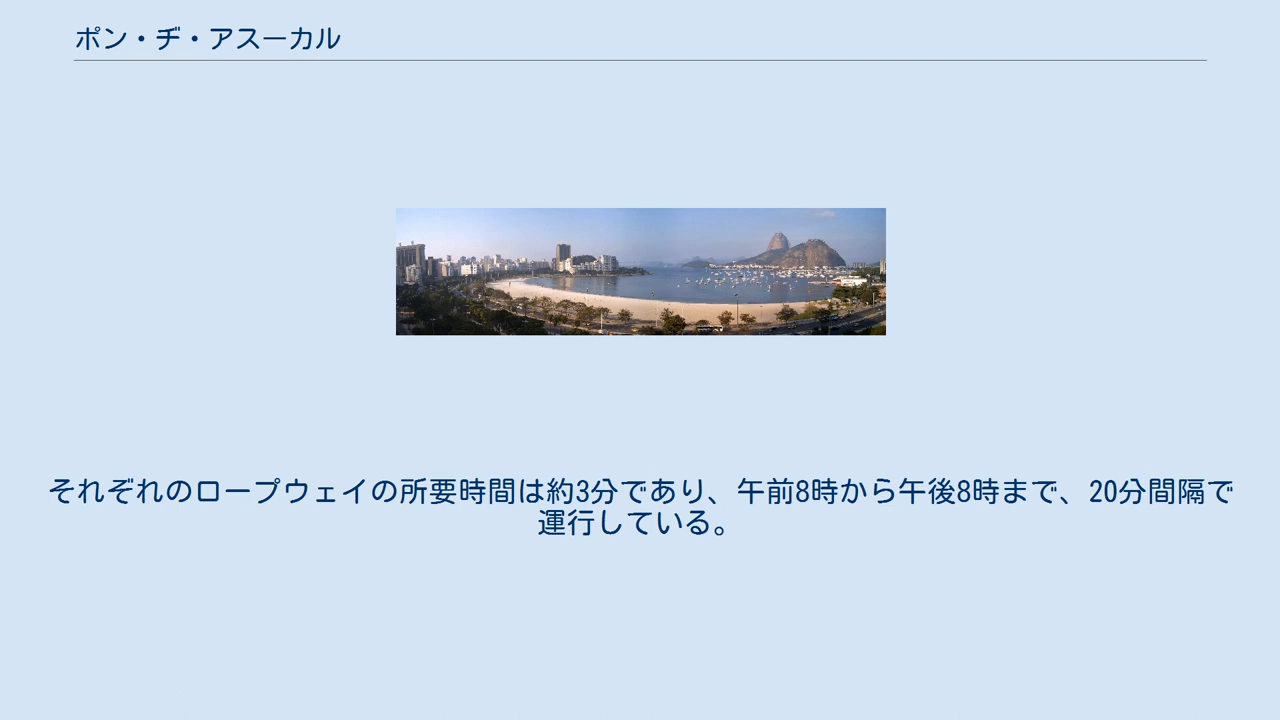 ポン・ヂ・アスーカル
それぞれのロープウェイの所要時間は約3分であり、午前8時から午後8時まで、20分間隔で
運行している。